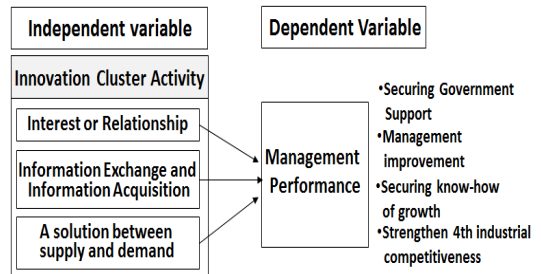 Independent variable
Dependent Variable
Innovation Cluster Activity
Interest or Relationship
Information Exchange and
Information Acquisition
A solution between
supply and demand
Management
Performance
•Securing Government
Support
•Management
improvement
•Securing know-how
of growth
•Strengthen 4th industrial
competitiveness